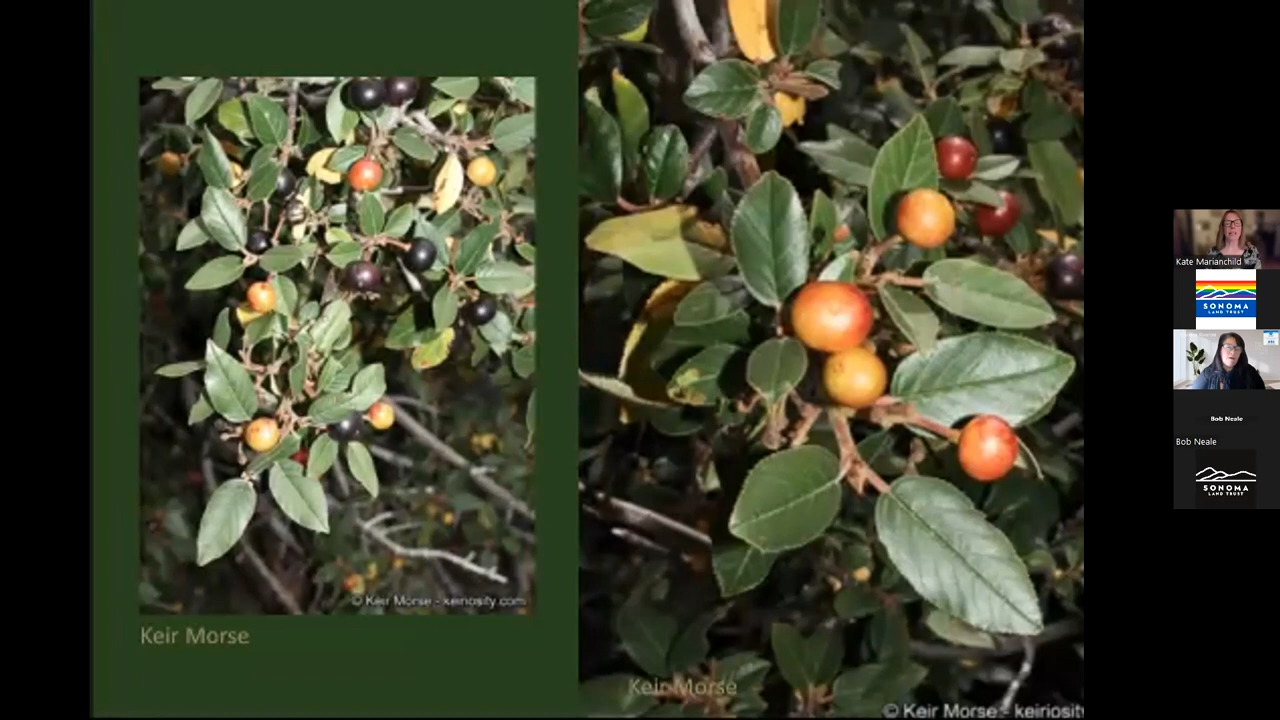 © Keir Morse - keiriosity.com
Keir Morse
Keir Morse
© Keir Morse - keiriosit
Kate Marianchild
SONOMA
LAND TRUST
Bob Neale
Bob Neale
SONOMA
LAND TRUST